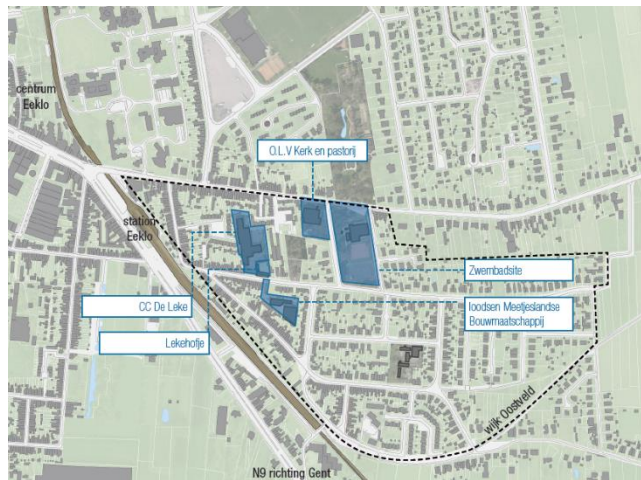 centrum
Eeklo
O.L.V Kerk en pastorij
station
Eeklo
Zwembadsite
CC De Leke
loodsen Meetjeslandse
Bouwmaatschappij
Lekehofje
wijk Oostveld
N9 richting Gent